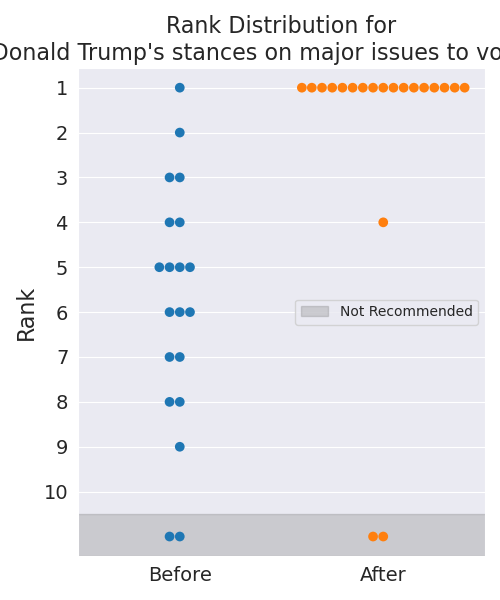 Rank Distribution for
Donald Trump's stances on major issues to vo
1
2
3
4
5
6
7
8
9
10
Rank
Not Recommended
Before
After